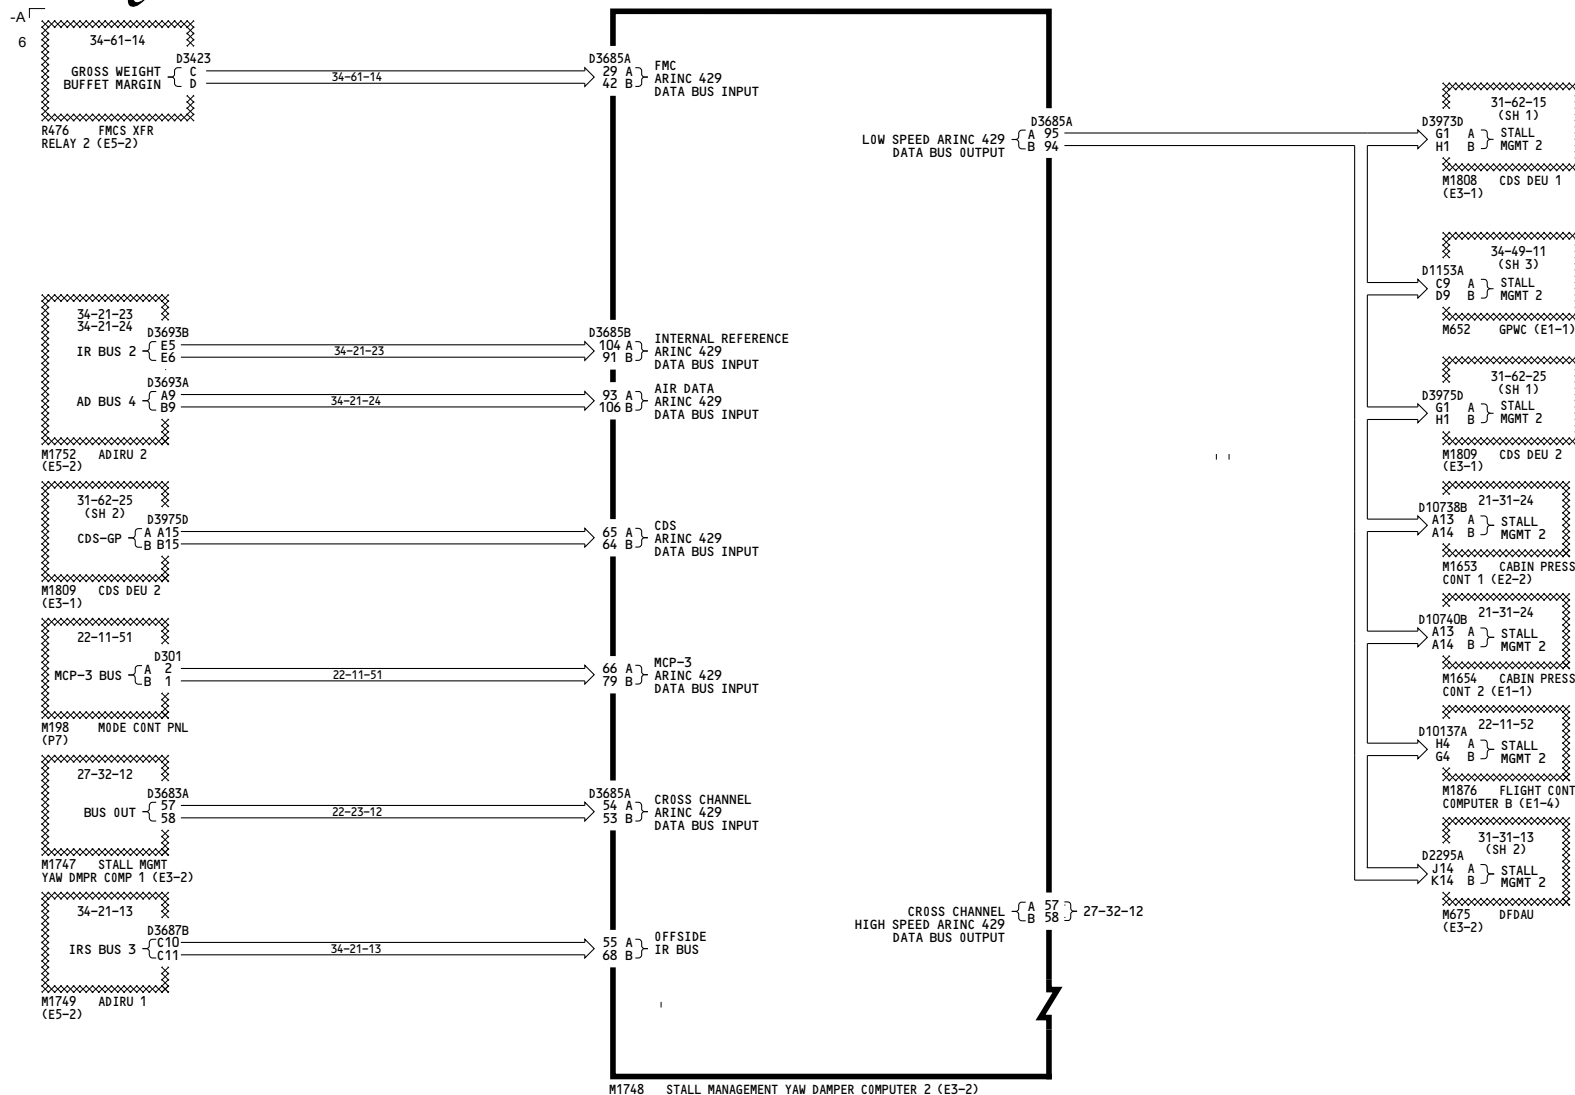 -A
6
34-61-14
D3423
GROSS WEIGHT C
BUFFET MARGIN D
R476 FMCS XFR
RELAY 2 (E5-2)
34-61-14
D3685A
29 A FMC
42 B ARINC 429
DATA BUS INPUT
34-21-23
34-21-24
D3693B
IR BUS 2 E5
E6
D3693A
AD BUS 4 A9
B9
M1752 ADIRU 2
(E5-2)
34-21-23
D3685B
104 A INTERNAL REFERENCE
91 B ARINC 429
DATA BUS INPUT
34-21-24
93 A AIR DATA
106 B ARINC 429
DATA BUS INPUT
31-62-25
(SH 2)
D3975D
CDS-GP A A15
B B15
M1809 CDS DEU 2
(E3-1)
65 A CDS
64 B ARINC 429
DATA BUS INPUT
22-11-51
D301
MCP-3 BUS A 2
B 1
M198 MODE CONT PNL
(P7)
22-11-51
66 A MCP-3
79 B ARINC 429
DATA BUS INPUT
27-32-12
D3683A
BUS OUT 57
58
M1747 STALL MGMT
YAW DMPR COMP 1 (E3-2)
22-23-12
D3685A
54 A CROSS CHANNEL
53 B ARINC 429
DATA BUS INPUT
34-21-13
D3687B
IRS BUS 3 C10
C11
M1749 ADIRU 1
(E5-2)
34-21-13
55 A OFFSIDE
68 B IR BUS
D3685A
LOW SPEED ARINC 429 A 95
DATA BUS OUTPUT B 94
CROSS CHANNEL A 57
HIGH SPEED ARINC 429 B 58
DATA BUS OUTPUT
27-32-12
M1748 STALL MANAGEMENT YAW DAMPER COMPUTER 2 (E3-2)
31-62-15
(SH 1)
D3973D
G1 A STALL
H1 B MGMT 2
M1808 CDS DEU 1
(E3-1)
34-49-11
(SH 3)
D1153A
C9 A STALL
D9 B MGMT 2
M652 GPWC (E1-1)
31-62-25
(SH 1)
D3975D
G1 A STALL
H1 B MGMT 2
M1809 CDS DEU 2
(E3-1)
21-31-24
D10738B
A13 A STALL
A14 B MGMT 2
M1653 CABIN PRESS
CONT 1 (E2-2)
21-31-24
D10740B
A13 A STALL
A14 B MGMT 2
M1654 CABIN PRESS
CONT 2 (E1-1)
22-11-52
D10137A
H4 A STALL
G4 B MGMT 2
M1876 FLIGHT CONT
COMPUTER B (E1-4)
31-31-13
(SH 2)
D2295A
J14 A STALL
K14 B MGMT 2
M675 DFDAU
(E3-2)